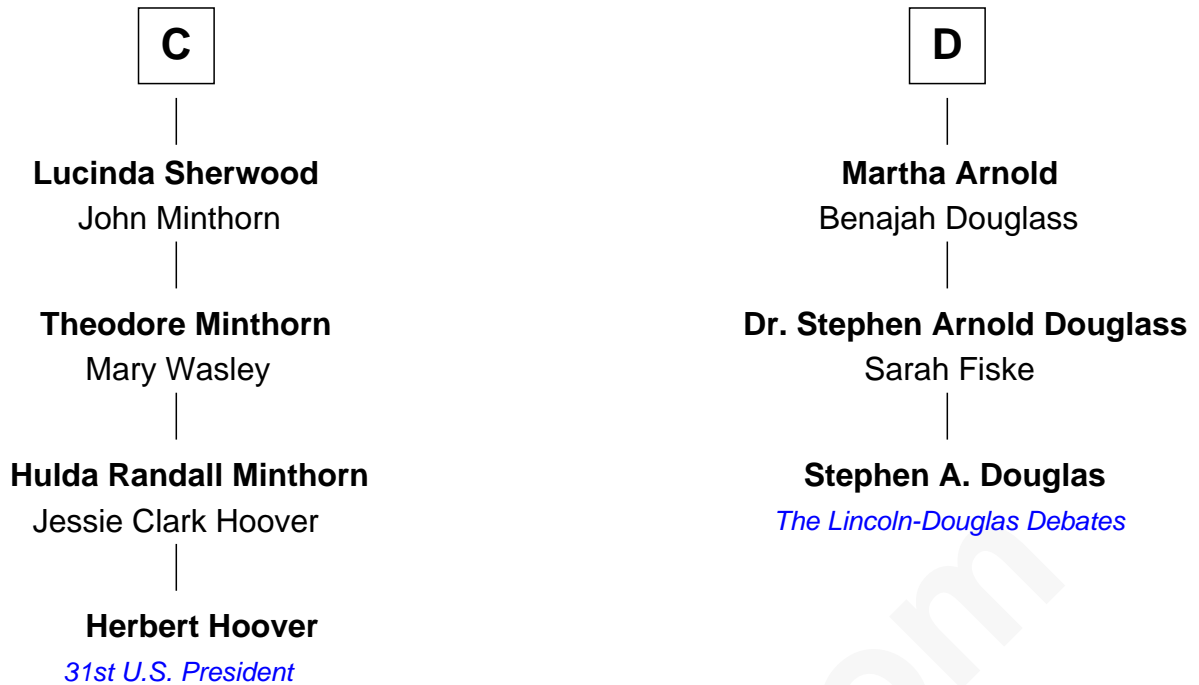 C
Lucinda Sherwood
John Minthorn
Theodore Minthorn
Mary Wasley
Hulda Randall Minthorn
Jessie Clark Hoover
Herbert Hoover
31st U.S. President
D
Martha Arnold
Benajah Douglass
Dr. Stephen Arnold Douglass
Sarah Fiske
Stephen A. Douglas
The Lincoln-Douglas Debates
om